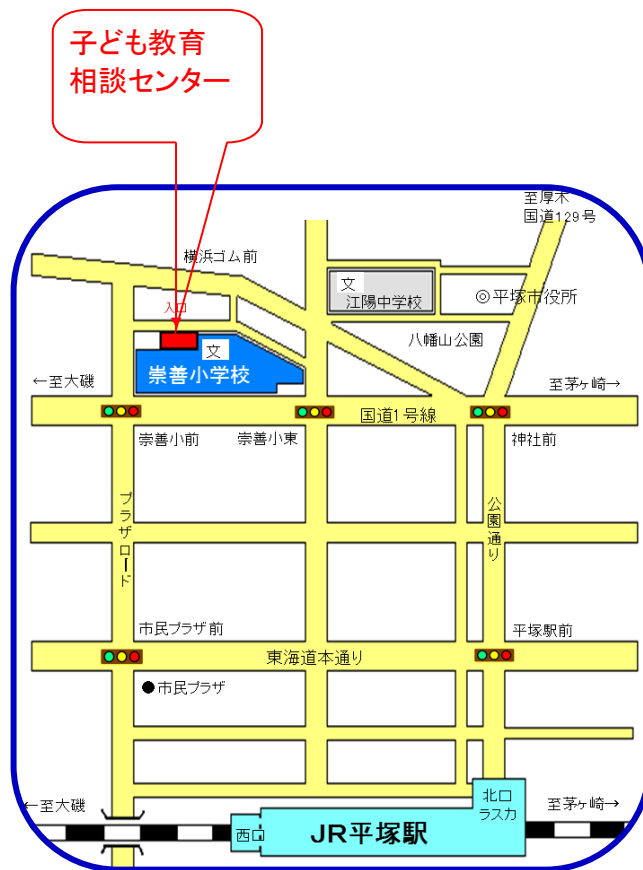 子ども教育
相談センター
至厚木
国道129号
横浜ゴム前
文
江陽中学校
◎平塚市役所
入口
八幡山公園
文
崇善小学校
←至大磯
至茅ヶ崎→
国道1号線
崇善小前
崇善小東
神社前
プラザロード
公園通り
市民プラザ前
平塚駅前
東海道本通り
●市民プラザ
北口
ラスカ
←至大磯
至茅ヶ崎→
西口
JR平塚駅